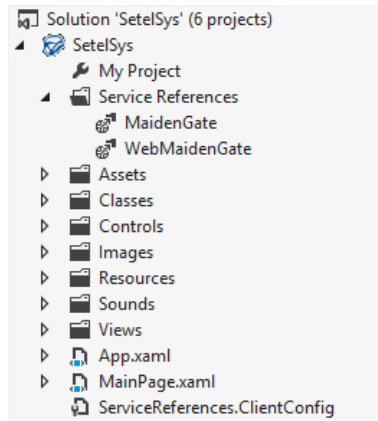 Solution 'SetelSys' (6 projects)
SetelSys
My Project
Service References
MaidenGate
WebMaidenGate
Assets
Classes
Controls
Images
Resources
Sounds
Views
App.xaml
MainPage.xaml
ServiceReferences.ClientConfig